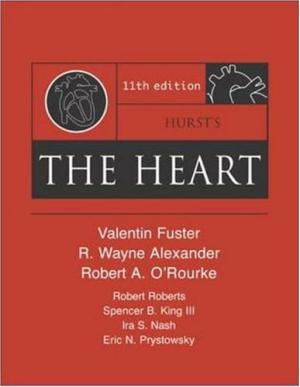 11th edition
HURST'S
THE HEART
Valentin Fuster
R. Wayne Alexander
Robert A. O'Rourke
Robert Roberts
Spencer B. King III
Ira S. Nash
Eric N. Prystowsky